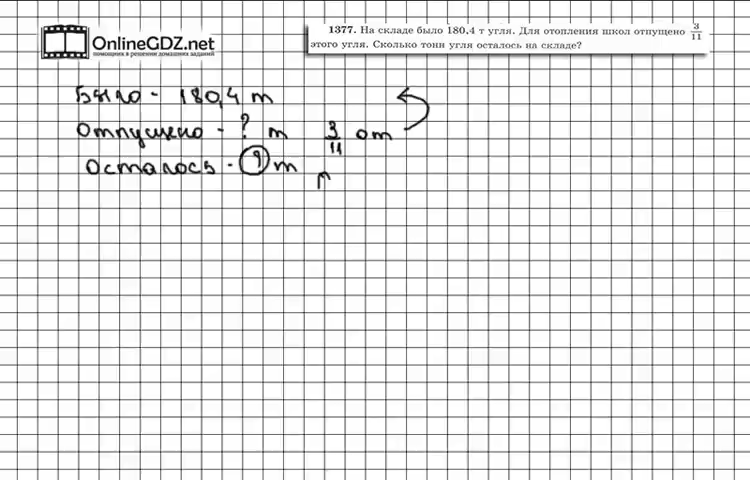 OnlineGDZ.net
помощник в решении домашних заданий
1377. На складе было 180,4 т угля. Для отопления школ отпущено 3/11
этого угля. Сколько тонн угля осталось на складе?
Было - 180,4 т
Отпущено - ? т 3/11 от
Осталось - ? т